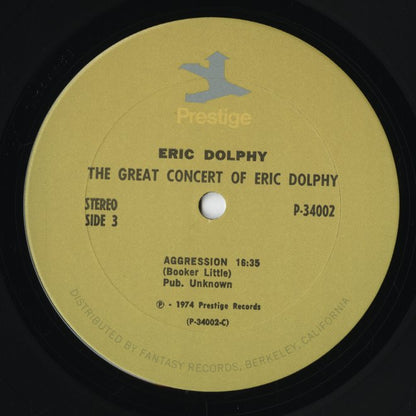 Prestige
ERIC DOLPHY
THE GREAT CONCERT OF ERIC DOLPHY
STEREO
SIDE 3
P-34002
AGGRESSION 16:35
(Booker Little)
Pub. Unknown
℗ - 1974 Prestige Records
(P-34002-C)
DISTRIBUTED BY FANTASY RECORDS, BERKELEY, CALIFORNIA